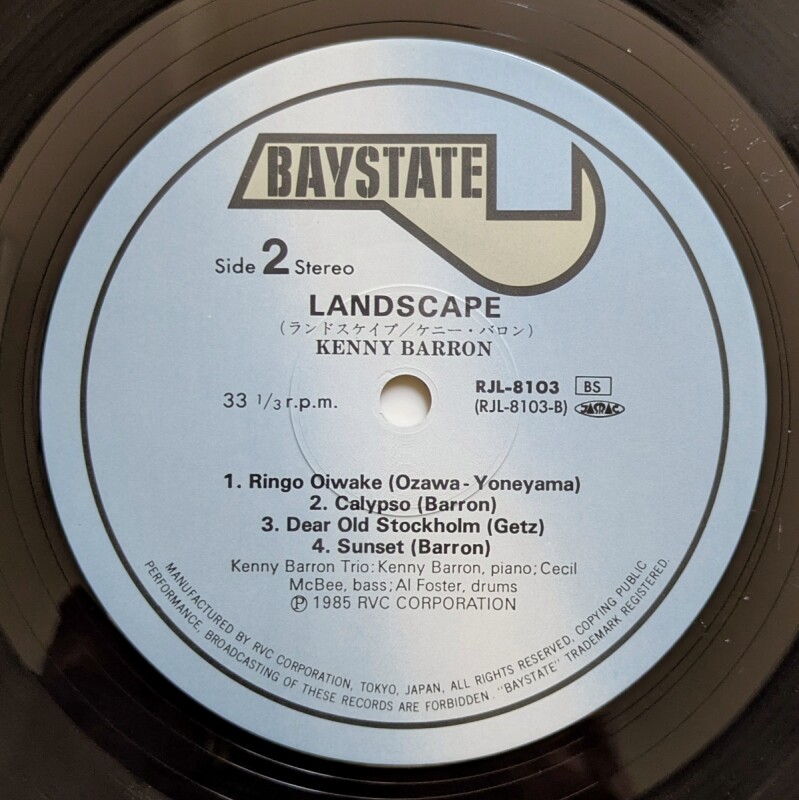 BAYSTATE
Side 2 Stereo
LANDSCAPE
(ランドスケイプ/ケニー・バロン)
KENNY BARRON
33 1/3 r.p.m.
RJL-8103 BS
(RJL-8103-B) JASRAC
1. Ringo Oiwake (Ozawa-Yoneyama)
2. Calypso (Barron)
3. Dear Old Stockholm (Getz)
4. Sunset (Barron)
Kenny Barron Trio: Kenny Barron, piano; Cecil
McBee, bass; Al Foster, drums
Ⓟ 1985 RVC CORPORATION
MANUFACTURED BY RVC CORPORATION, TOKYO, JAPAN, ALL RIGHTS RESERVED, COPYING PUBLIC
PERFORMANCE, BROADCASTING OF THESE RECORDS ARE FORBIDDEN. "BAYSTATE" TRADEMARK REGISTERED.